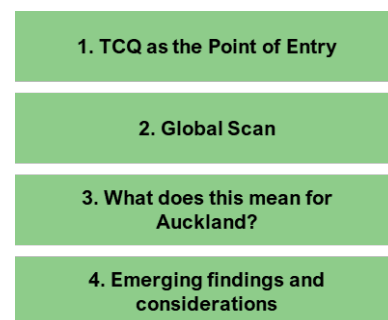 1. TCQ as the Point of Entry
2. Global Scan
3. What does this mean for
Auckland?
4. Emerging findings and
considerations